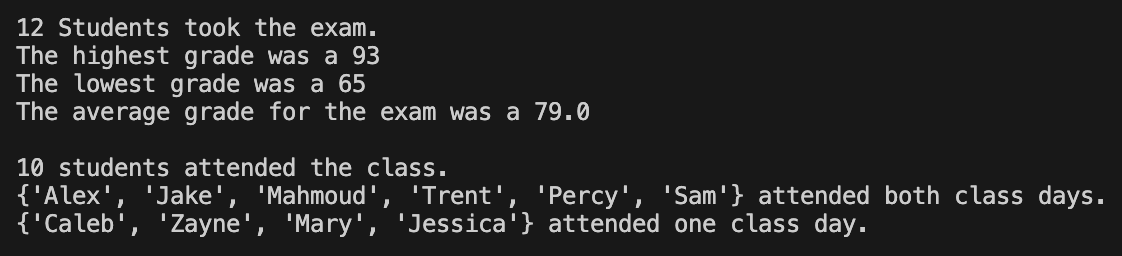 12 Students took the exam.
The highest grade was a 93
The lowest grade was a 65
The average grade for the exam was a 79.0
10 students attended the class.
{'Alex', 'Jake', 'Mahmoud', 'Trent', 'Percy', 'Sam'} attended both class days.
{'Caleb', 'Zayne', 'Mary', 'Jessica'} attended one class day.